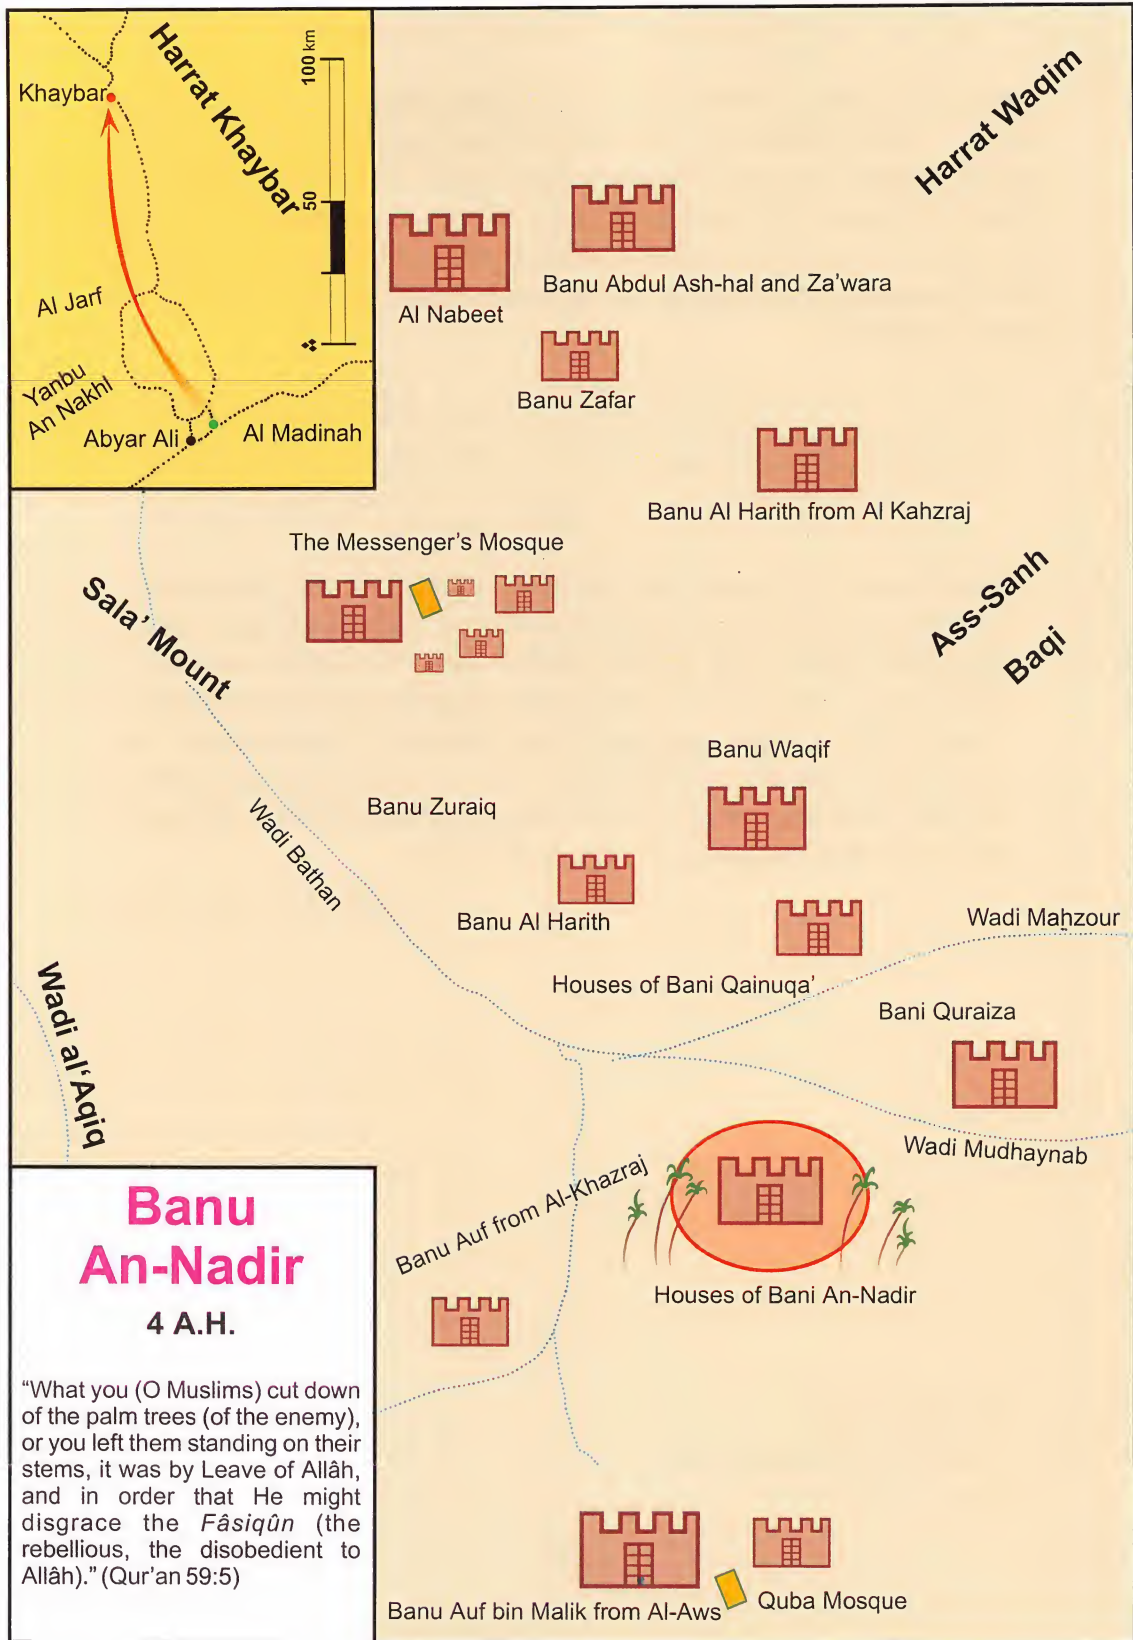 Harrat Khaybar
100 km
50
Khaybar
Al Jarf
Yanbu
An Nakhl
Abyar Ali
Al Madinah
Harrat Waqim
Banu Abdul Ash-hal and Za'wara
Al Nabeet
Banu Zafar
Banu Al Harith from Al Kahzraj
The Messenger's Mosque
Sala' Mount
Ass-Sanh
Baqi
Banu Waqif
Banu Zuraiq
Wadi Bathan
Banu Al Harith
Wadi Mahzour
Houses of Bani Qainuqa'
Bani Quraiza
Wadi al‘Aqiq
Wadi Mudhaynab
Banu Auf from Al-Khazraj
Houses of Bani An-Nadir
Banu
An-Nadir
4 A.H.
“What you (O Muslims) cut down
of the palm trees (of the enemy),
or you left them standing on their
stems, it was by Leave of Allâh,
and in order that He might
disgrace the Fâsiqûn (the
rebellious, the disobedient to
Allâh).” (Qur'an 59:5)
Banu Auf bin Malik from Al-Aws
Quba Mosque